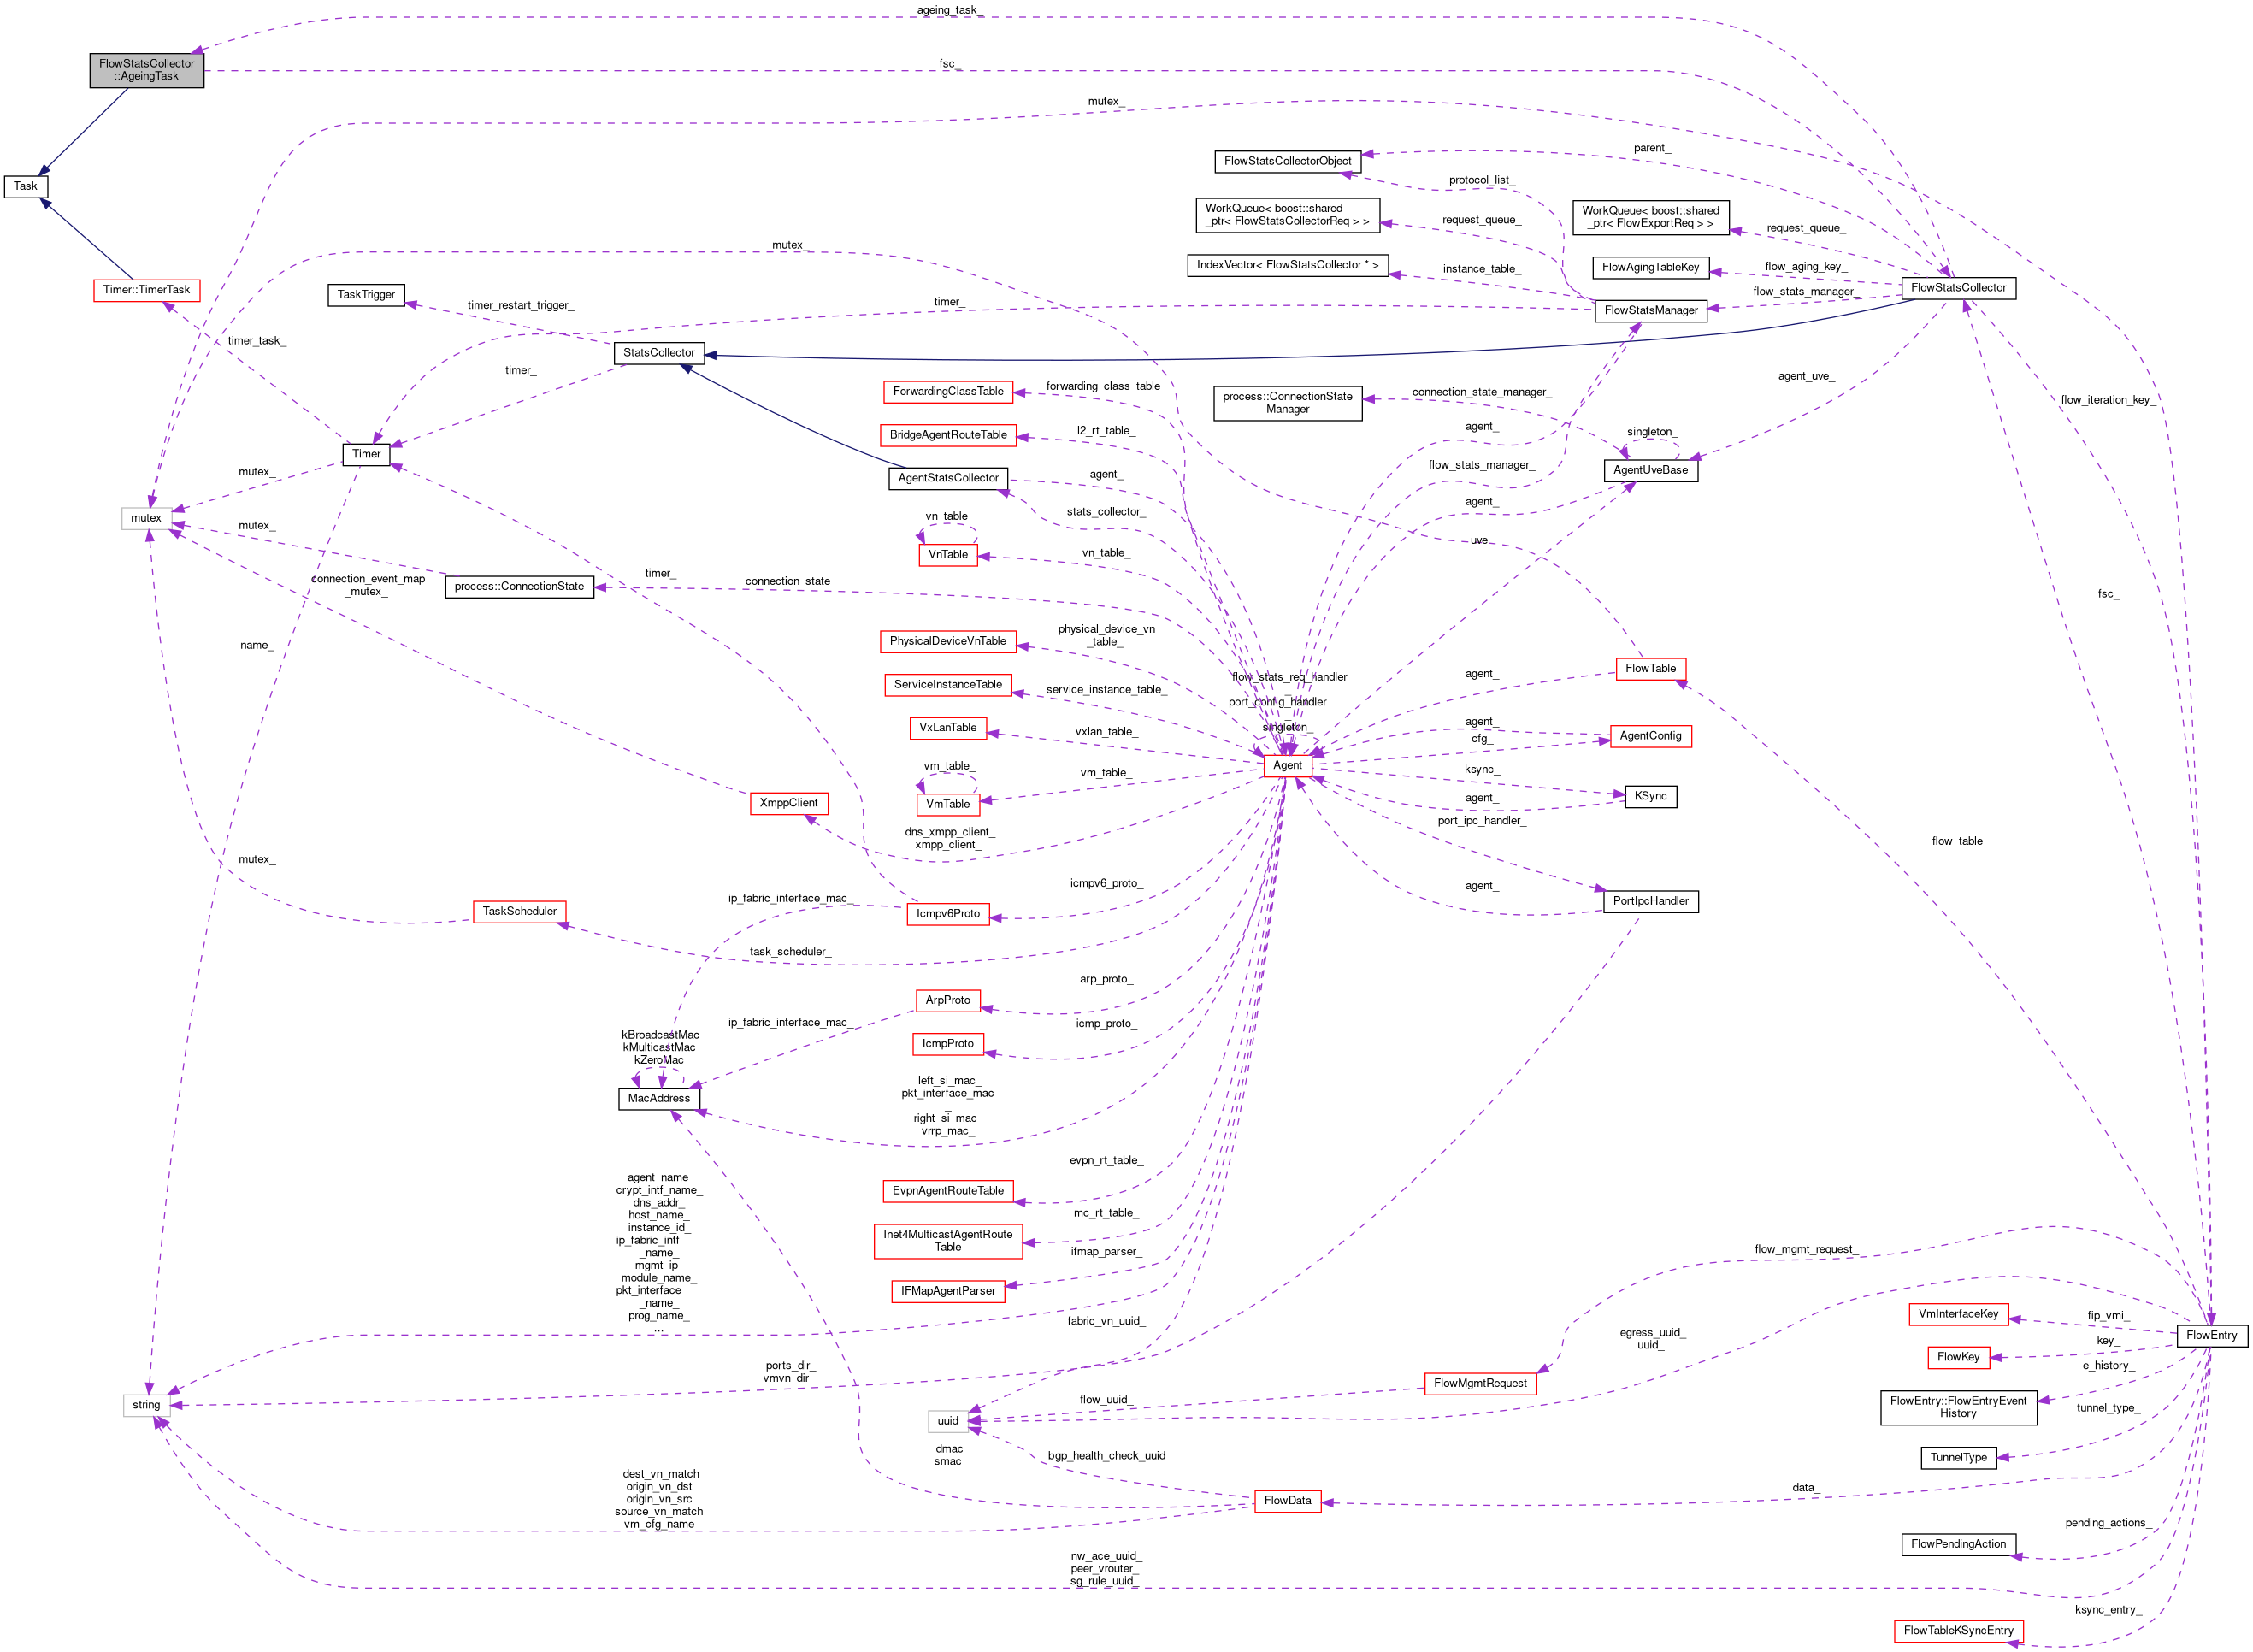 ageing_task_
FlowStatsCollector
::AgeingTask
fsc_
mutex_
FlowStatsCollectorObject
parent_
Task
protocol_list_
WorkQueue< boost::shared
_ptr< FlowStatsCollectorReq > >
request_queue_
WorkQueue< boost::shared
_ptr< FlowExportReq > >
request_queue_
mutex_
IndexVector< FlowStatsCollector * >
instance_table_
FlowAgingTableKey
flow_aging_key_
FlowStatsCollector
Timer::TimerTask
TaskTrigger
timer_restart_trigger_
timer_
flow_stats_manager_
FlowStatsManager
timer_task_
StatsCollector
timer_
agent_uve_
ForwardingClassTable
forwarding_class_table_
process::ConnectionState
Manager
connection_state_manager_
flow_iteration_key_
BridgeAgentRouteTable
l2_rt_table_
agent_
singleton_
Timer
mutex_
AgentStatsCollector
agent_
flow_stats_manager_
AgentUveBase
mutex
mutex_
stats_collector_
agent_
vn_table_
VnTable
vn_table_
uve_
connection_event_map
_mutex_
process::ConnectionState
timer_
connection_state_
fsc_
name_
PhysicalDeviceVnTable
physical_device_vn
_table_
FlowTable
ServiceInstanceTable
service_instance_table_
flow_stats_req_handler
_
port_config_handler
_
singleton_
agent_
VxLanTable
vxlan_table_
agent_
cfg_
AgentConfig
Agent
vm_table_
VmTable
vm_table_
ksync_
KSync
agent_
XmppClient
dns_xmpp_client_
xmpp_client_
port_ipc_handler_
flow_table_
mutex_
icmpv6_proto_
agent_
PortIpcHandler
TaskScheduler
ip_fabric_interface_mac_
Icmpv6Proto
task_scheduler_
arp_proto_
ArpProto
ip_fabric_interface_mac_
icmp_proto_
IcmpProto
kBroadcastMac
kMulticastMac
kZeroMac
MacAddress
left_si_mac_
pkt_interface_mac
_
right_si_mac_
vrrp_mac_
evpn_rt_table_
EvpnAgentRouteTable
agent_name_
crypt_intf_name_
dns_addr_
host_name_
instance_id_
ip_fabric_intf
_name_
mgmt_ip_
module_name_
pkt_interface
_name_
prog_name_
...
mc_rt_table_
Inet4MulticastAgentRoute
Table
ifmap_parser_
IFMapAgentParser
flow_mgmt_request_
fabric_vn_uuid_
egress_uuid_
uuid_
VmInterfaceKey
fip_vmi_
FlowEntry
FlowKey
key_
ports_dir_
vmvn_dir_
FlowMgmtRequest
e_history_
FlowEntry::FlowEntryEvent
History
string
flow_uuid_
uuid
tunnel_type_
dmac
smac
bgp_health_check_uuid
TunnelType
dest_vn_match
origin_vn_dst
origin_vn_src
source_vn_match
vm_cfg_name
FlowData
data_
pending_actions_
FlowPendingAction
nw_ace_uuid_
peer_vrouter_
sg_rule_uuid_
ksync_entry_
FlowTableKSyncEntry